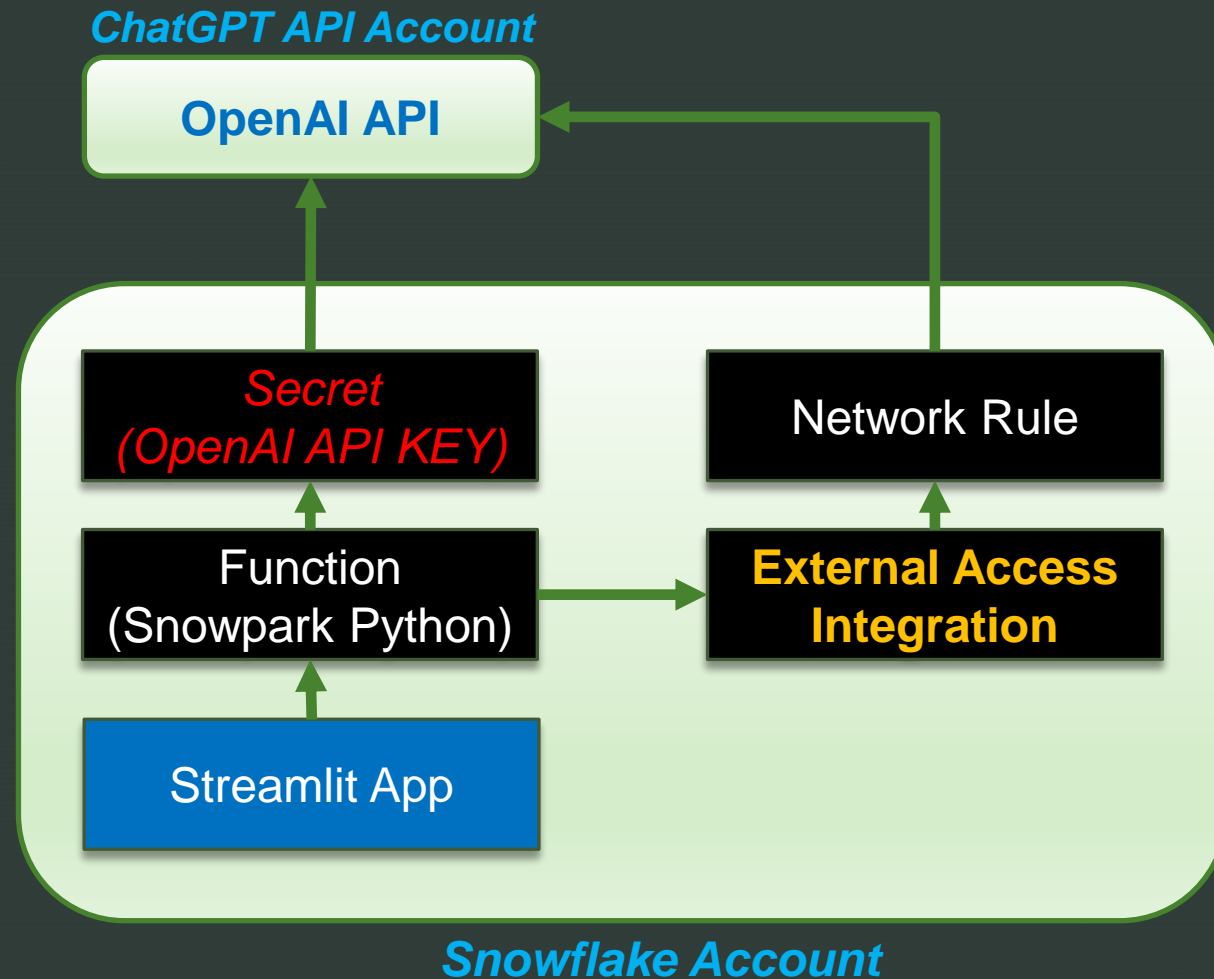 ChatGPT API Account
OpenAI API
Secret
(OpenAI API KEY)
Network Rule
Function
(Snowpark Python)
External Access
Integration
Streamlit App
Snowflake Account